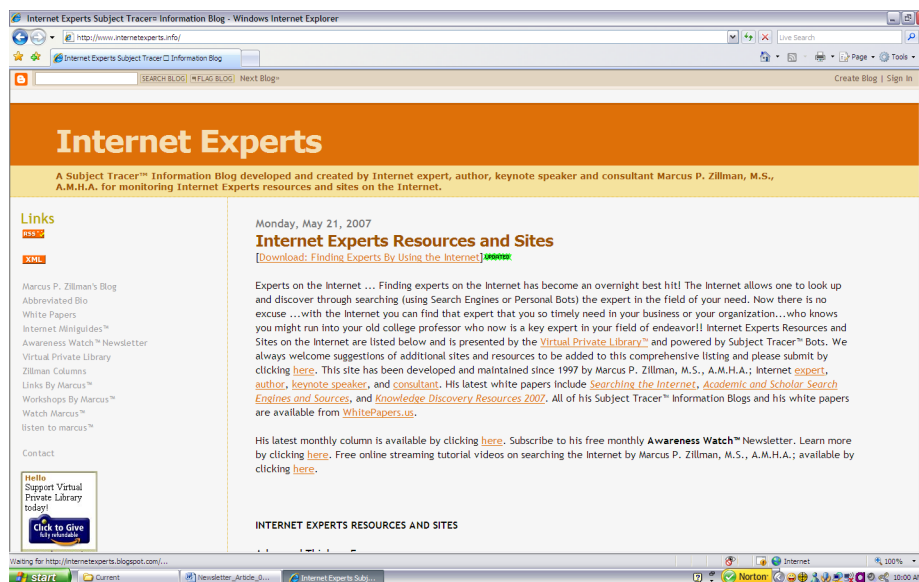 Internet Experts Subject Tracer¤ Information Blog - Windows Internet Explorer
http://www.internetexperts.info/
Live Search
Internet Experts Subject Tracer□ Information Blog
Page
Tools
SEARCH BLOG
FLAG BLOG
Next Blog»
Create Blog | Sign In
Internet Experts
A Subject Tracer™ Information Blog developed and created by Internet expert, author, keynote speaker and consultant Marcus P. Zillman, M.S.,
A.M.H.A. for monitoring Internet Experts resources and sites on the Internet.
Links
RSS
XML
Marcus P. Zillman's Blog
Abbreviated Bio
White Papers
Internet Miniguides™
Awareness Watch™ Newsletter
Virtual Private Library
Zillman Columns
Links By Marcus™
Workshops By Marcus™
Watch Marcus™
listen to marcus™
Contact
Hello
Support Virtual
Private Library
today!
Click to Give
fully refundable
Monday, May 21, 2007
Internet Experts Resources and Sites
[Download: Finding Experts By Using the Internet] UPDATED
Experts on the Internet ... Finding experts on the Internet has become an overnight best hit! The Internet allows one to look up
and discover through searching (using Search Engines or Personal Bots) the expert in the field of your need. Now there is no
excuse ...with the Internet you can find that expert that you so timely need in your business or your organization...who knows
you might run into your old college professor who now is a key expert in your field of endeavor!! Internet Experts Resources and
Sites on the Internet are listed below and is presented by the Virtual Private Library™ and powered by Subject Tracer™ Bots. We
always welcome suggestions of additional sites and resources to be added to this comprehensive listing and please submit by
clicking here. This site has been developed and maintained since 1997 by Marcus P. Zillman, M.S., A.M.H.A.; Internet expert,
author, keynote speaker, and consultant. His latest white papers include Searching the Internet, Academic and Scholar Search
Engines and Sources, and Knowledge Discovery Resources 2007. All of his Subject Tracer™ Information Blogs and his white papers
are available from WhitePapers.us.
His latest monthly column is available by clicking here. Subscribe to his free monthly Awareness Watch™ Newsletter. Learn more
by clicking here. Free online streaming tutorial videos on searching the Internet by Marcus P. Zillman, M.S., A.M.H.A.; available by
clicking here.
INTERNET EXPERTS RESOURCES AND SITES
Waiting for http://internetexperts.blogspot.com/...
Internet
100%
start
Current
Newsletter_Article_0...
Internet Experts Subj...
Norton
10:00 A